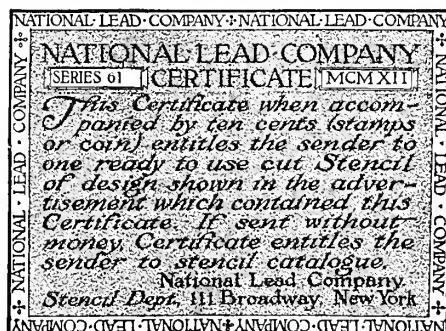 NATIONAL·LEAD·COMPANY✣NATIONAL·LEAD·COMPANY
NATIONAL LEAD·COMPANY
SERIES 61 CERTIFICATE MCMXII
This Certificate when accom-
panied by ten cents (stamps
or coin) entitles the sender to
one ready to use cut Stencil
of design shown in the adver-
tisement which contained this
Certificate. If sent without
money, Certificate entitles the
sender to stencil catalogue.
National Lead Company
Stencil Dept., 111 Broadway, New York
NATIONAL · LEAD · COMPANY
NATIONAL · LEAD · COMPANY
NATIONAL·LEAD·COMPANY✣NATIONAL·LEAD·COMPANY